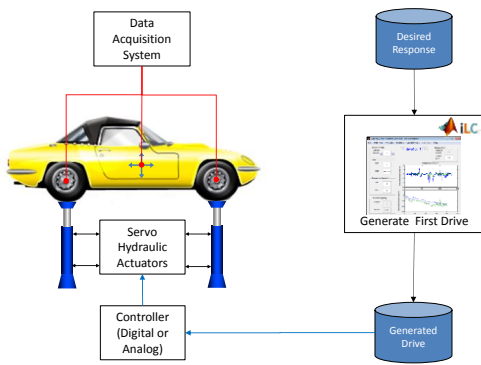 Data
Acquisition
System
Desired
Response
iLC
Generate First Drive
Servo
Hydraulic
Actuators
Controller
(Digital or
Analog)
Generated
Drive